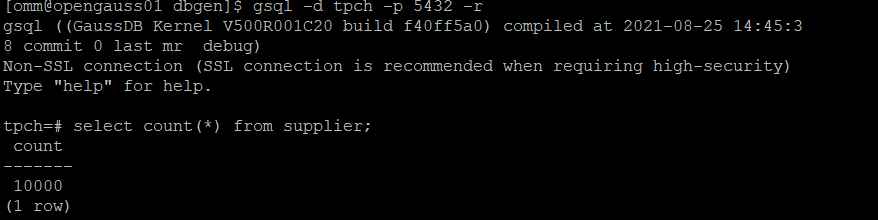 [omm@opengauss01 dbgen]$ gsql -d tpch -p 5432 -r
gsql ((GaussDB Kernel V500R001C20 build f40ff5a0) compiled at 2021-08-25 14:45:3
8 commit 0 last mr  debug)
Non-SSL connection (SSL connection is recommended when requiring high-security)
Type "help" for help.
tpch=# select count(*) from supplier;
 count
-------
 10000
(1 row)